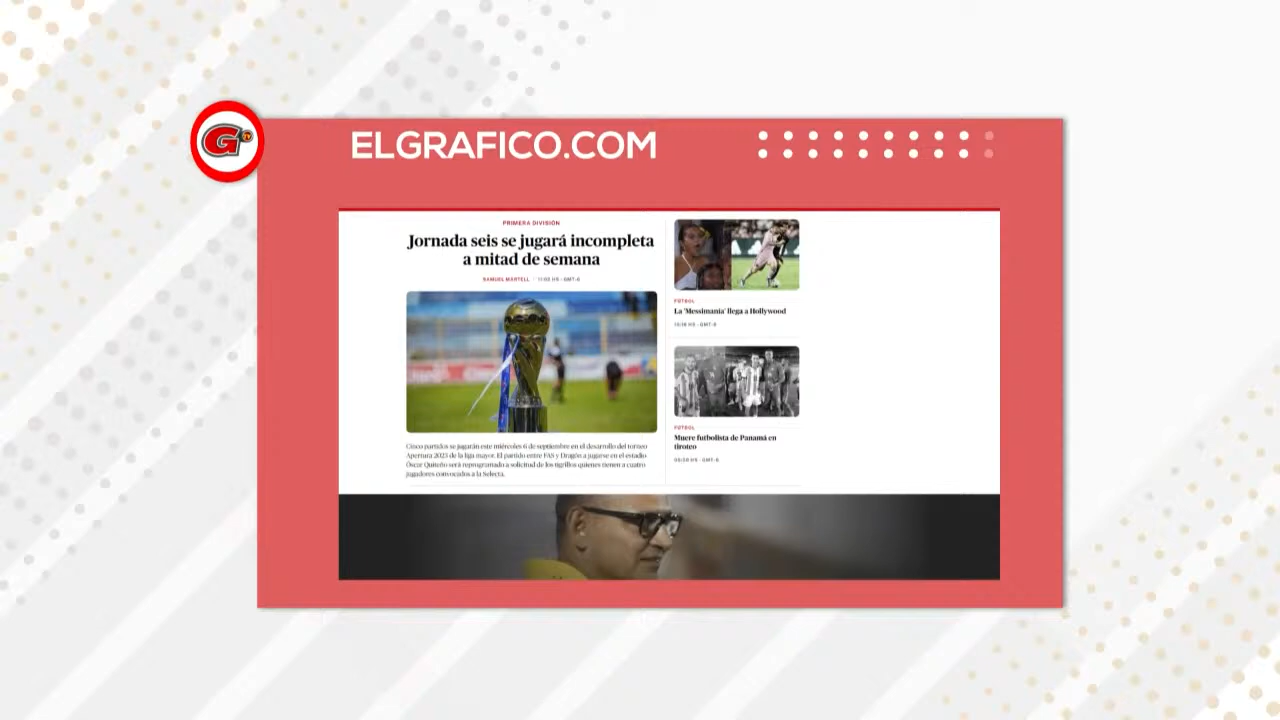 G TV
ELGRAFICO.COM
PRIMERA DIVISIÓN
Jornada seis se jugará incompleta
a mitad de semana
SAMUEL MARTELL
Cinco partidos se jugarán este miércoles 6 de septiembre en el desarrollo del torneo
Apertura 2023 de la liga mayor. El partido entre FAS y Dragón a jugarse en el estadio
Óscar Quiteño será reprogramado a solicitud de los tigrillos quienes tienen a cuatro
jugadores convocados a la Selecta.
FÚTBOL
La 'Messimanía' llega a Hollywood
FÚTBOL
Muere futbolista de Panamá en
tiroteo